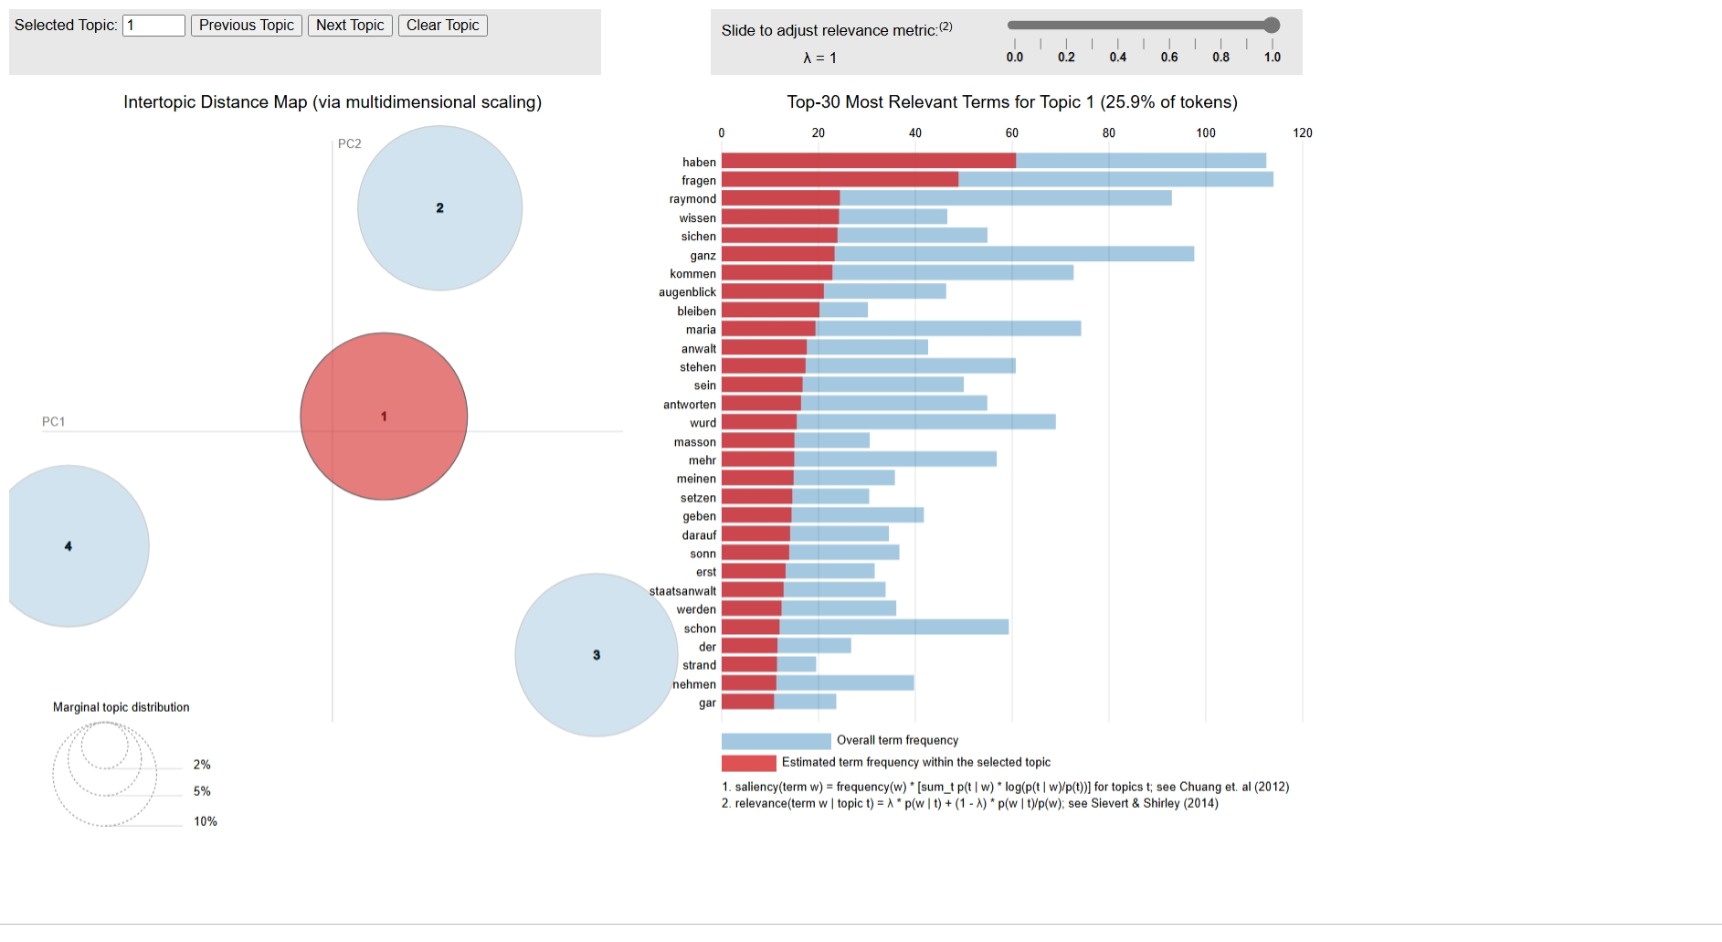 Selected Topic: 1 Previous Topic Next Topic Clear Topic
Slide to adjust relevance metric:(2)
λ = 1
0.0 0.2 0.4 0.6 0.8 1.0
Intertopic Distance Map (via multidimensional scaling)
PC2
PC1
2
1
4
3
Marginal topic distribution
2%
5%
10%
Top-30 Most Relevant Terms for Topic 1 (25.9% of tokens)
0 20 40 60 80 100 120
haben
fragen
raymond
wissen
sichen
ganz
kommen
augenblick
bleiben
maria
anwalt
stehen
sein
antworten
wurd
masson
mehr
meinen
setzen
geben
darauf
sonn
erst
staatsanwalt
werden
schon
der
strand
nehmen
gar
Overall term frequency
Estimated term frequency within the selected topic
1. saliency(term w) = frequency(w) * [sum_t p(t | w) * log(p(t | w)/p(t))] for topics t; see Chuang et. al (2012)
2. relevance(term w | topic t) = λ * p(w | t) + (1 - λ) * p(w | t)/p(w); see Sievert & Shirley (2014)